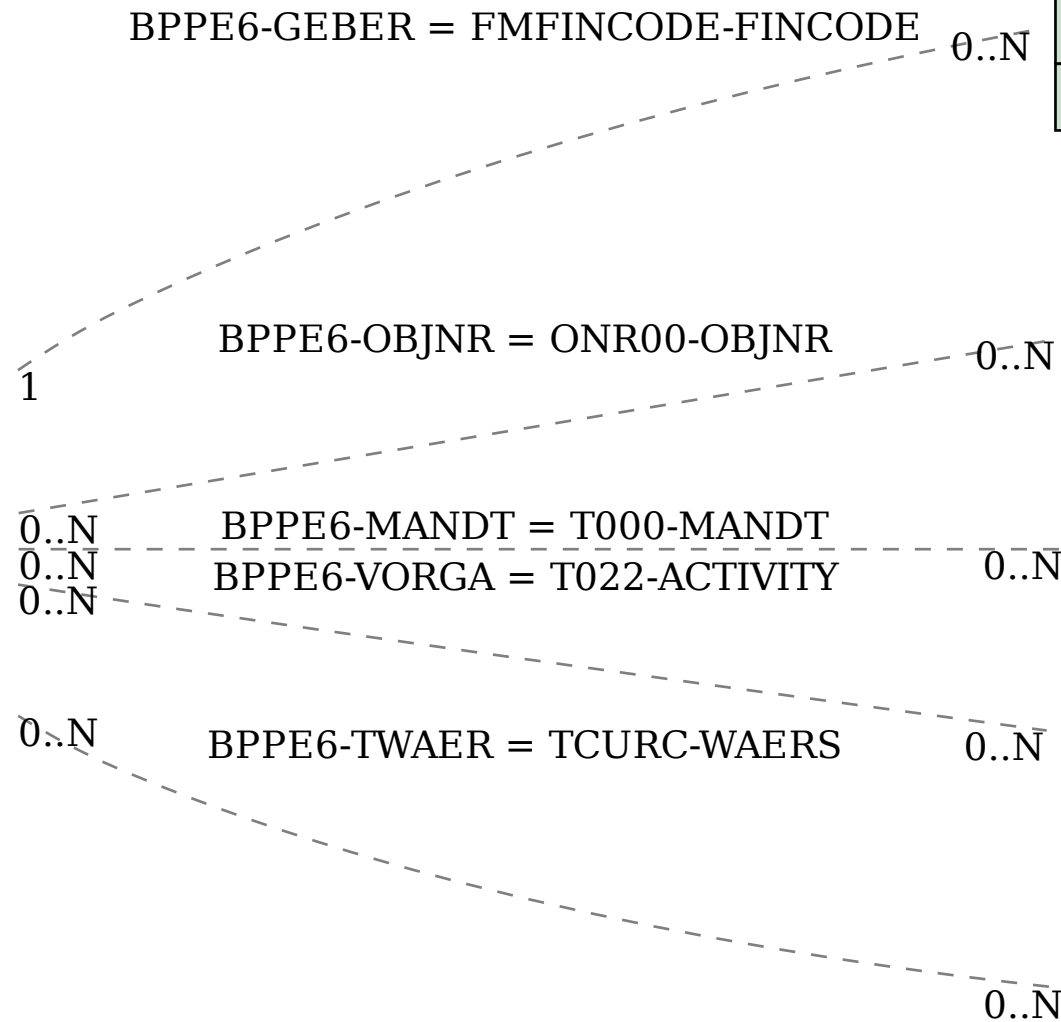 BPPE6-GEBER = FMFINCODE-FINCODE
0..N
BPPE6-OBJNR = ONR00-OBJNR
0..N
1
BPPE6-MANDT = T000-MANDT
0..N
0..N
0..N
BPPE6-VORGA = T022-ACTIVITY
0..N
0..N
BPPE6-TWAER = TCURC-WAERS
0..N
0..N